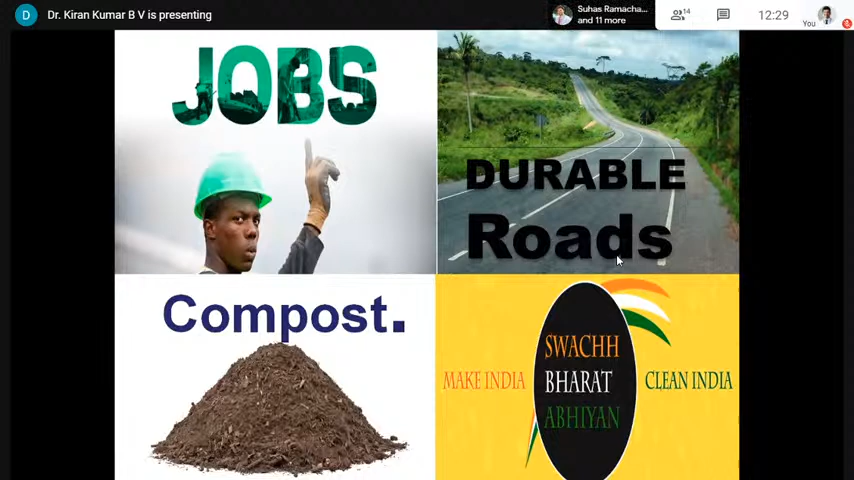 D
Dr. Kiran Kumar B V is presenting
Suhas Ramacha...
and 11 more
14
12:29
You
JOBS
DURABLE
Roads
Compost.
MAKE INDIA
SWACHH
BHARAT
ABHIYAN
CLEAN INDIA